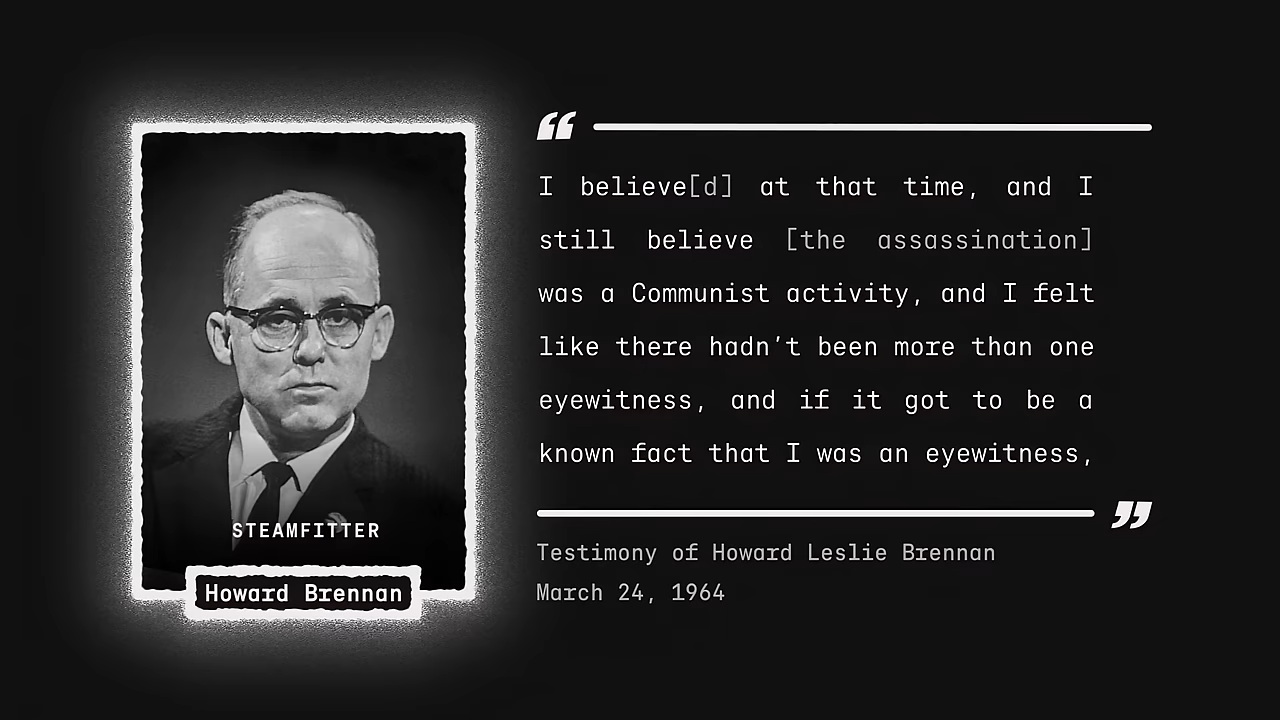 STEAMFITTER
Howard Brennan
“
I believe[d] at that time, and I
still believe [the assassination]
was a Communist activity, and I felt
like there hadn’t been more than one
eyewitness, and if it got to be a
known fact that I was an eyewitness,
”
Testimony of Howard Leslie Brennan
March 24, 1964